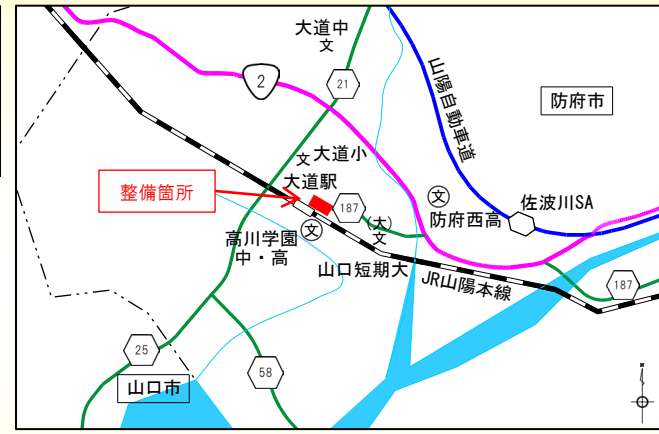 大道中
文
2
21
山陽自動車道
防府市
文大道小
大道駅
整備箇所
187
(大)
文
文
防府西高
佐波川SA
高川学園
中・高
文
山口短期大
JR山陽本線
187
25
58
山口市